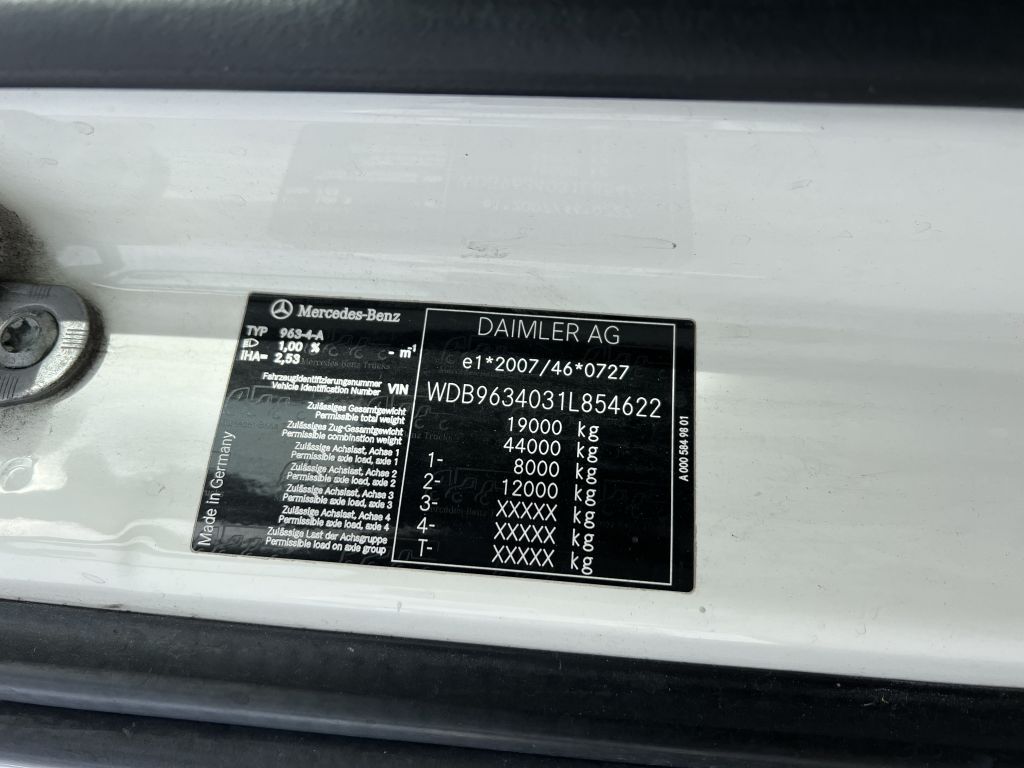 Mercedes-Benz
TYP 963-4-A
1,00 % - m⁻¹
IHA= 2,53
Mercedes Benz Trucks
DAIMLER AG
e1*2007/46*0727
Fahrzeugidentifizierungsnummer
Vehicle Identification Number VIN
WDB9634031L854622
Zulässiges Gesamtgewicht
Permissible total weight 19000 kg
Zulässiges Zug-Gesamtgewicht
Permissible combination weight 44000 kg
Zulässige Achslast, Achse 1
Permissible axle load, axle 1 1- 8000 kg
Zulässige Achslast, Achse 2
Permissible axle load, axle 2 2- 12000 kg
Zulässige Achslast, Achse 3
Permissible axle load, axle 3 3- XXXXX kg
Zulässige Achslast, Achse 4
Permissible axle load, axle 4 4- XXXXX kg
Zulässige Last der Achsgruppe
Permissible load on axle group T- XXXXX kg
Made in Germany
A 000 584 98 01